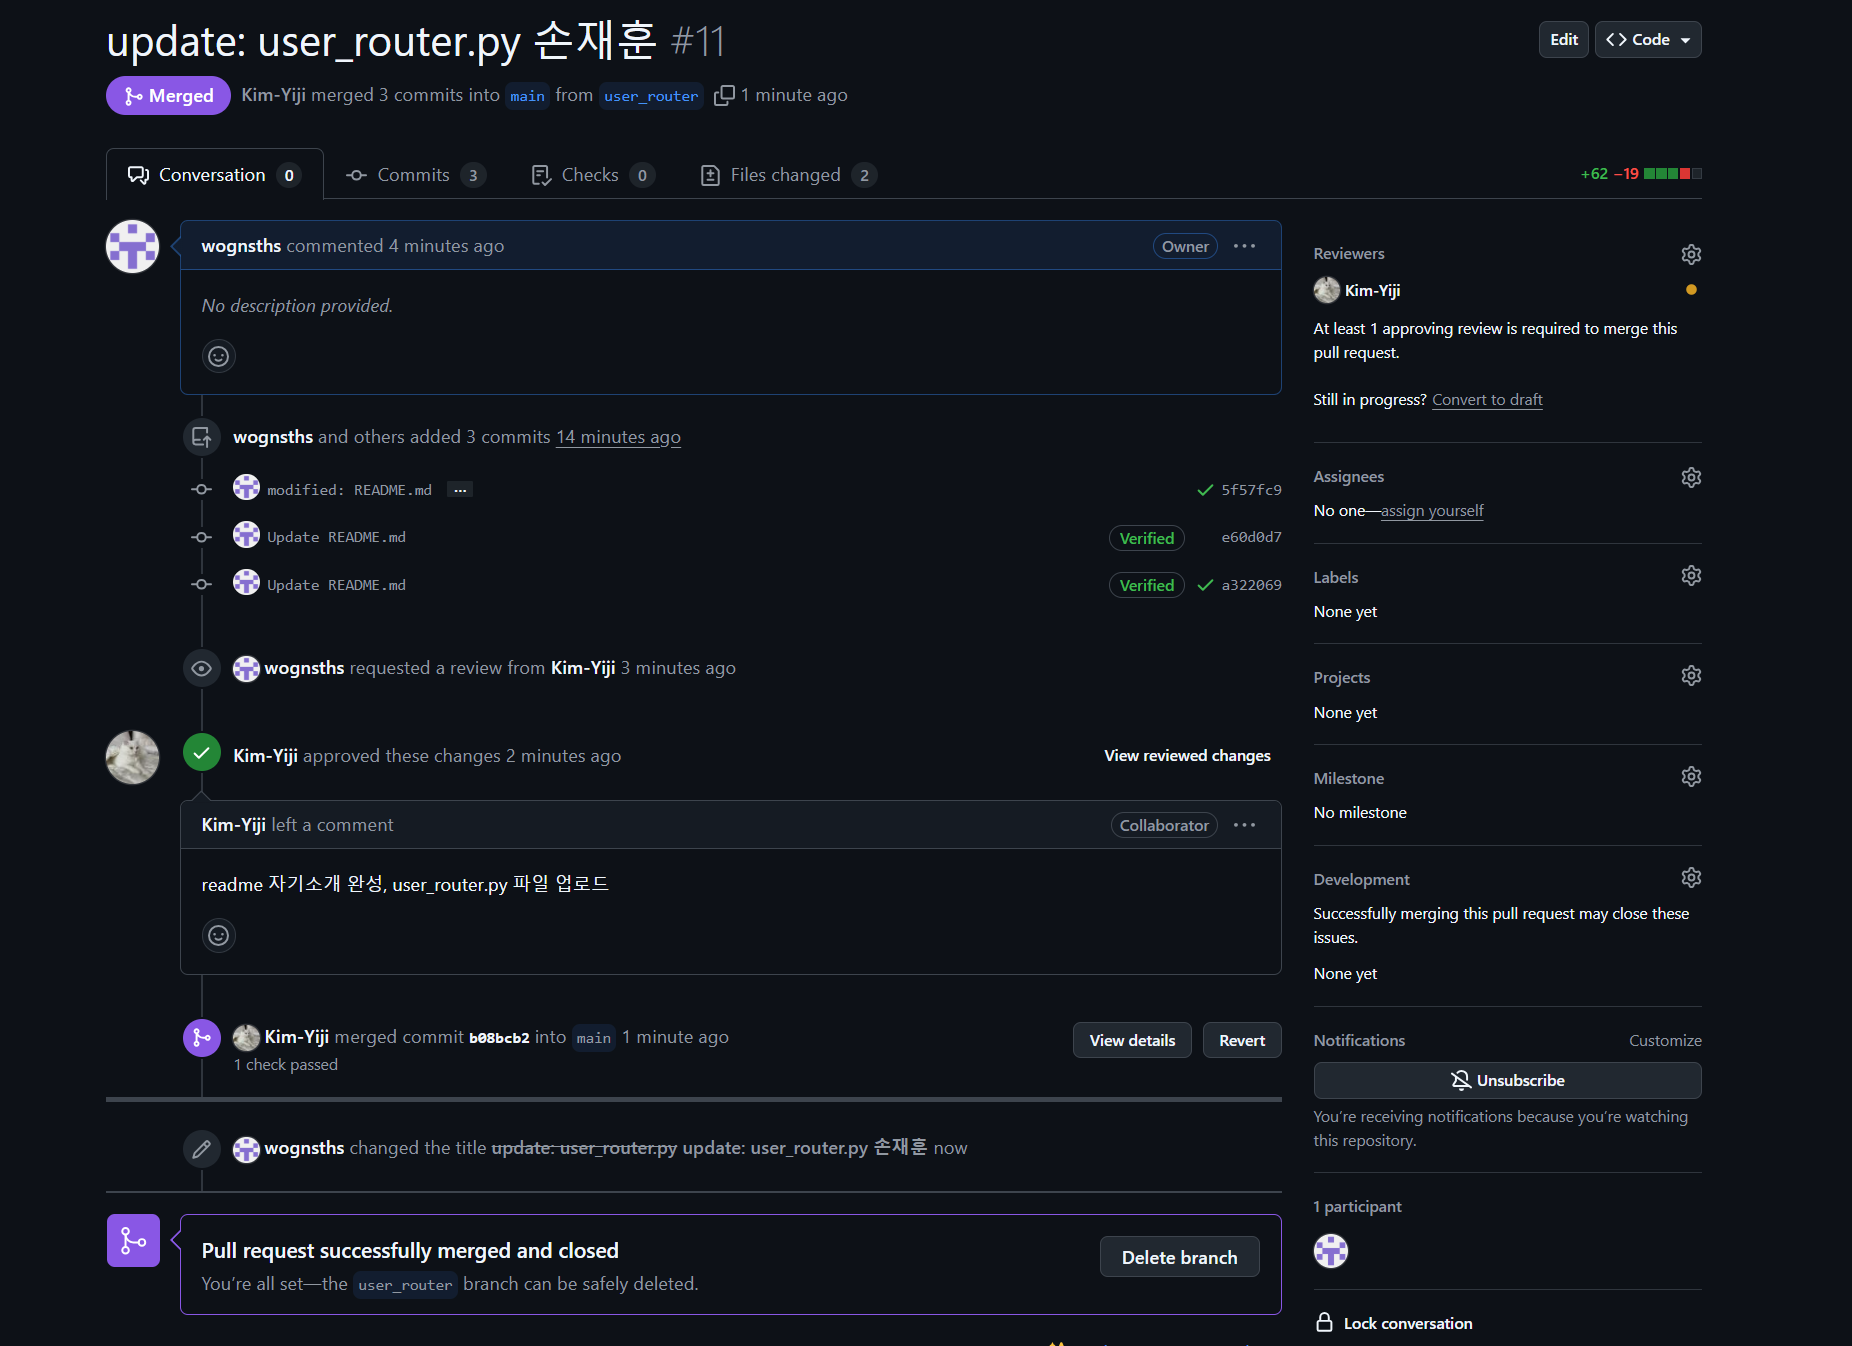 update: user_router.py 손재훈 #11
Edit
Code
Merged
Kim-Yiji merged 3 commits into main from user_router 1 minute ago
Conversation 0
Commits 3
Checks 0
Files changed 2
+62 −19
wognsths commented 4 minutes ago
Owner
No description provided.
wognsths and others added 3 commits 14 minutes ago
modified: README.md ...
5f57fc9
Update README.md
Verified
e60d0d7
Update README.md
Verified
a322069
wognsths requested a review from Kim-Yiji 3 minutes ago
Kim-Yiji approved these changes 2 minutes ago
View reviewed changes
Kim-Yiji left a comment
Collaborator
readme 자기소개 완성, user_router.py 파일 업로드
Kim-Yiji merged commit b08bcb2 into main 1 minute ago
1 check passed
View details
Revert
wognsths changed the title update: user_router.py update: user_router.py 손재훈 now
Pull request successfully merged and closed
You're all set—the user_router branch can be safely deleted.
Delete branch
Reviewers
Kim-Yiji
At least 1 approving review is required to merge this
pull request.
Still in progress? Convert to draft
Assignees
No one—assign yourself
Labels
None yet
Projects
None yet
Milestone
No milestone
Development
Successfully merging this pull request may close these
issues.
None yet
Notifications
Customize
Unsubscribe
You're receiving notifications because you're watching
this repository.
1 participant
Lock conversation